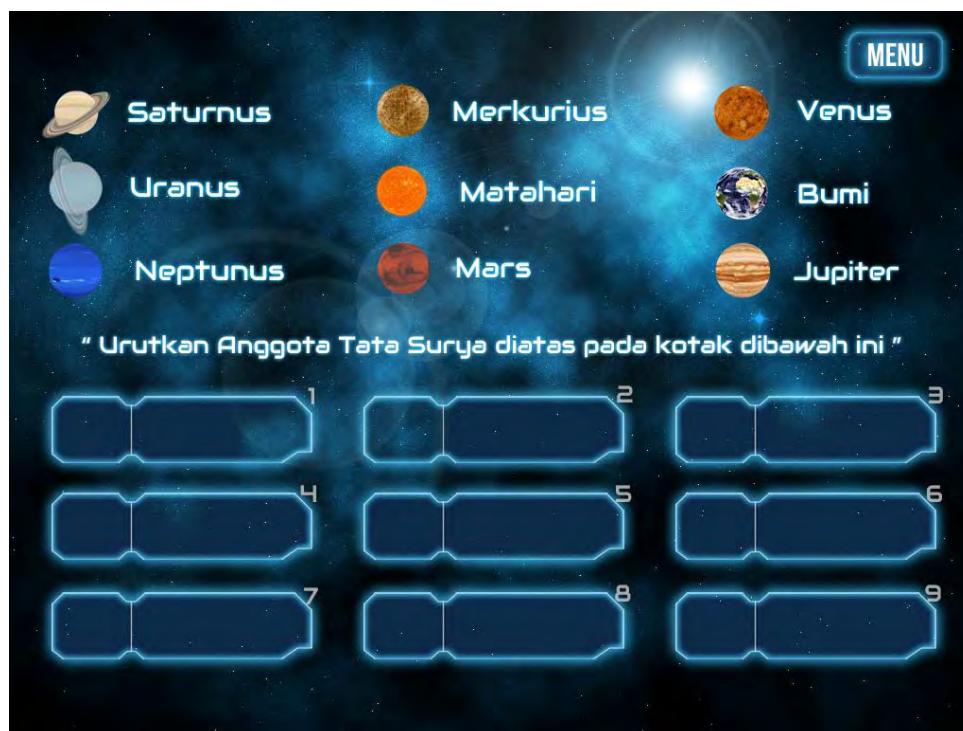 MENU
Saturnus Merkurius Venus
Uranus Matahari Bumi
Neptunus Mars Jupiter
“ Urutkan Anggota Tata Surya diatas pada kotak dibawah ini ”
1 2 3
4 5 6
7 8 9